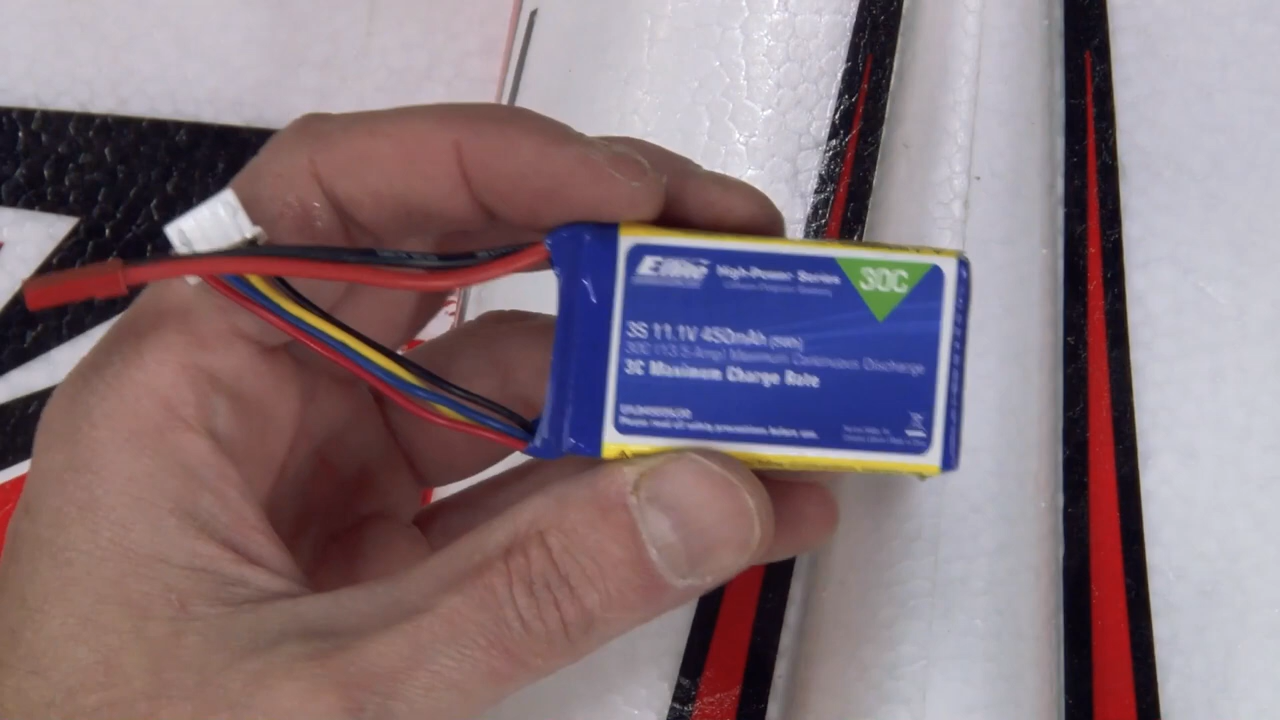 E-flite High-Power Series
30C
3S 11.1V 450mAh (5Wh)
30C (13.5 Amp) Maximum Continuous Discharge
3C Maximum Charge Rate
Please read all safety precautions before use.